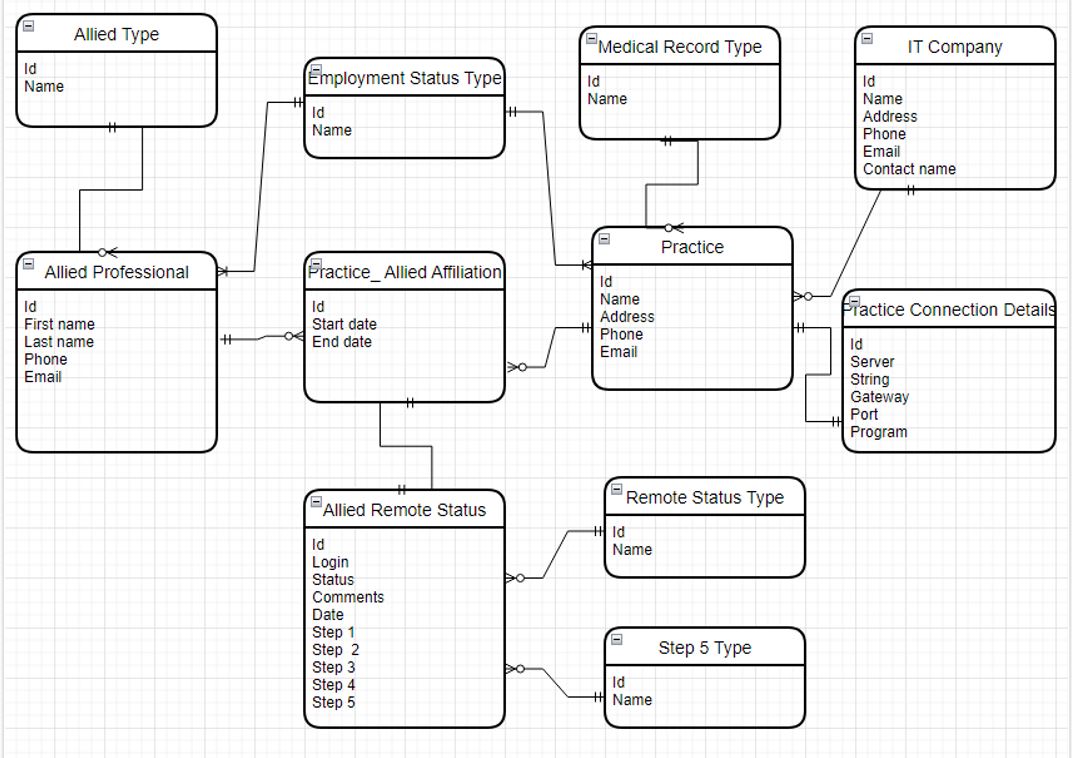 Allied Type
Id
Name
Employment Status Type
Id
Name
Medical Record Type
Id
Name
IT Company
Id
Name
Address
Phone
Email
Contact name
Allied Professional
Id
First name
Last name
Phone
Email
Practice_ Allied Affiliation
Id
Start date
End date
Practice
Id
Name
Address
Phone
Email
Practice Connection Details
Id
Server
String
Gateway
Port
Program
Allied Remote Status
Id
Login
Status
Comments
Date
Step 1
Step  2
Step 3
Step 4
Step 5
Remote Status Type
Id
Name
Step 5 Type
Id
Name